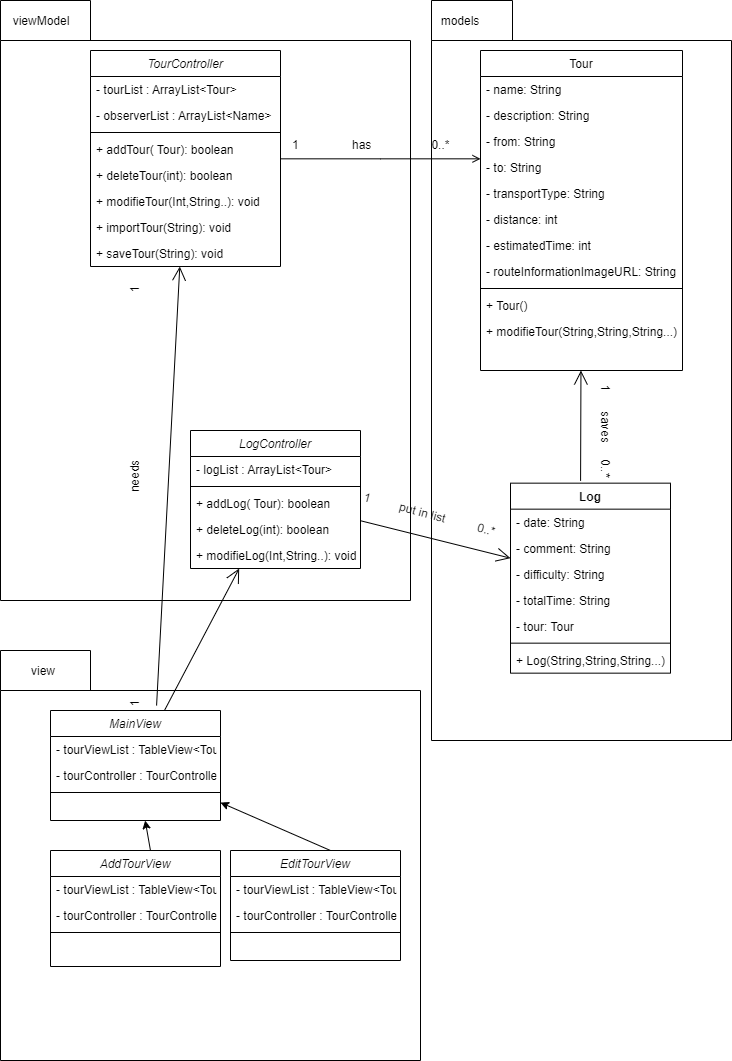 viewModel
TourController
- tourList : ArrayList<Tour>
- observerList : ArrayList<Name>
+ addTour( Tour): boolean
+ deleteTour(int): boolean
+ modifieTour(Int,String..): void
+ importTour(String): void
+ saveTour(String): void
1
has
0..*
models
Tour
- name: String
- description: String
- from: String
- to: String
- transportType: String
- distance: int
- estimatedTime: int
- routeInformationImageURL: String
+ Tour()
+ modifieTour(String,String,String...)
1
saves
0..*
1
needs
1
LogController
- logList : ArrayList<Tour>
+ addLog( Tour): boolean
+ deleteLog(int): boolean
+ modifieLog(Int,String..): void
1
put in list
0..*
Log
- date: String
- comment: String
- difficulty: String
- totalTime: String
- tour: Tour
+ Log(String,String,String...)
view
MainView
- tourViewList : TableView<Tou
- tourController : TourControlle
AddTourView
- tourViewList : TableView<Tou
- tourController : TourControlle
EditTourView
- tourViewList : TableView<Tou
- tourController : TourControlle